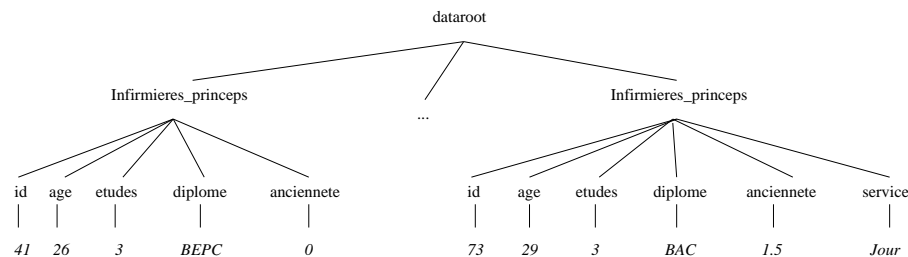 dataroot
Infirmieres_princeps ... Infirmieres_princeps
id age etudes diplome anciennete id age etudes diplome anciennete service
41 26 3 BEPC 0 73 29 3 BAC 1.5 Jour